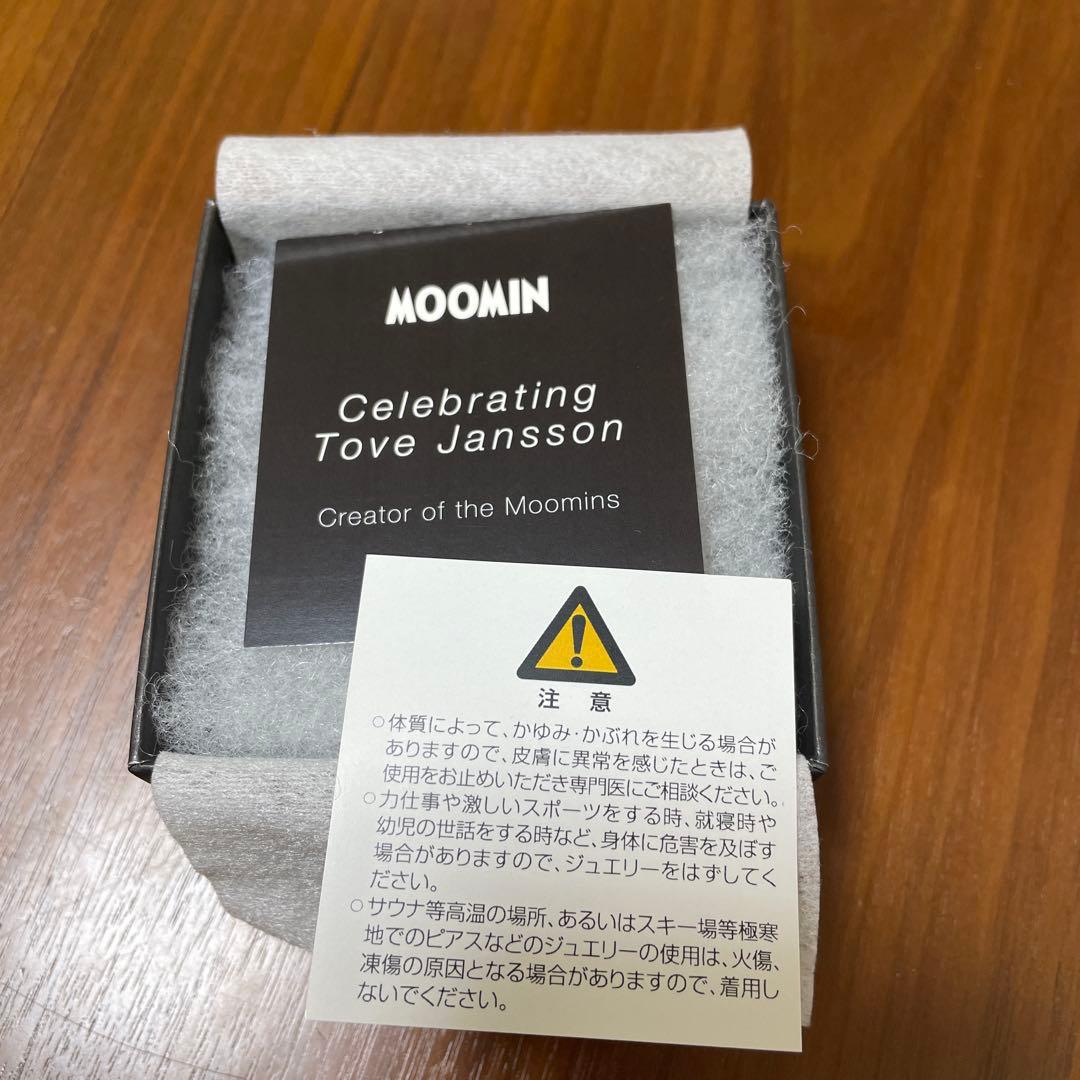 MOOMIN
Celebrating
Tove Jansson
Creator of the Moomins
注 意
○体質によって、かゆみ・かぶれを生じる場合が
ありますので、皮膚に異常を感じたときは、ご
使用をお止めいただき専門医にご相談ください。
○力仕事や激しいスポーツをする時、就寝時や
幼児の世話をする時など、身体に危害を及ぼす
場合がありますので、ジュエリーをはずしてく
ださい。
○サウナ等高温の場所、あるいはスキー場等極寒
地でのピアスなどのジュエリーの使用は、火傷、
凍傷の原因となる場合がありますので、着用し
ないでください。